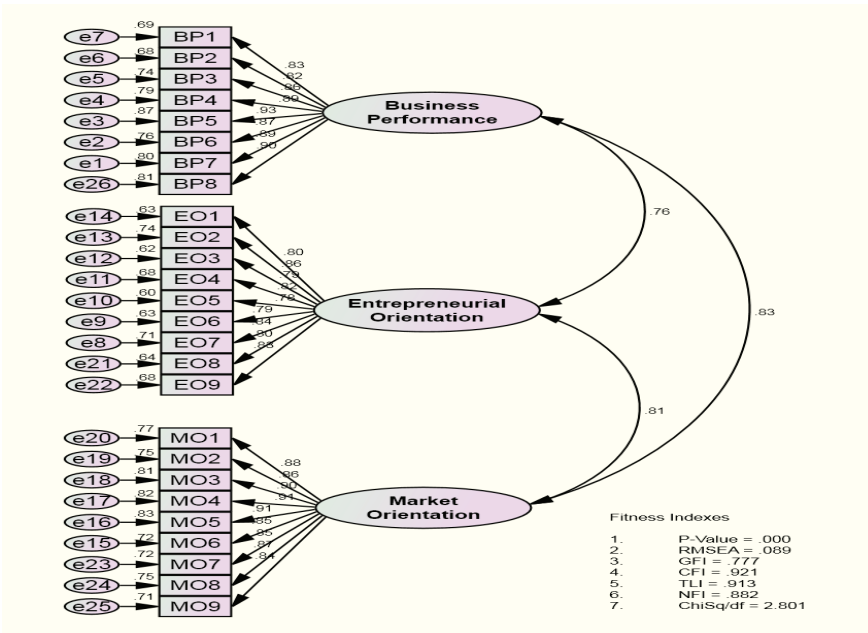 .69
e7 BP1
.68
e6 BP2
.74
e5 BP3
.79
e4 BP4
.87
e3 BP5
.76
e2 BP6
.80
e1 BP7
.81
e26 BP8
.83
.82
.86
.89
.93
.87
.89
.90
Business
Performance
.63
e14 EO1
.74
e13 EO2
.62
e12 EO3
.68
e11 EO4
.60
e10 EO5
.63
e9 EO6
.71
e8 EO7
.64
e21 EO8
.68
e22 EO9
.80
.86
.79
.82
.78
.79
.84
.80
.83
Entrepreneurial
Orientation
.77
e20 MO1
.75
e19 MO2
.81
e18 MO3
.82
e17 MO4
.83
e16 MO5
.72
e15 MO6
.72
e23 MO7
.75
e24 MO8
.71
e25 MO9
.88
.86
.90
.91
.91
.85
.85
.87
.84
Market
Orientation
.76
.83
.81
Fitness Indexes
1. P-Value = .000
2. RMSEA = .089
3. GFI = .777
4. CFI = .921
5. TLI = .913
6. NFI = .882
7. ChiSq/df = 2.801